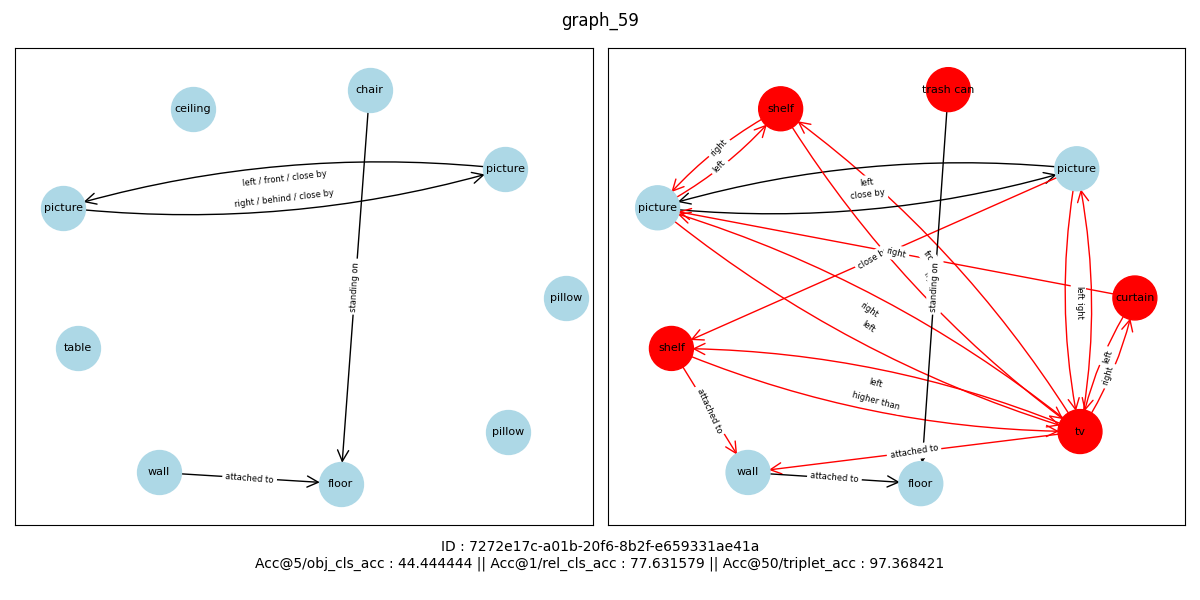 graph_59
ceiling
chair
picture
left / front / close by
right / behind / close by
picture
standing on
pillow
table
pillow
wall
attached to
floor
shelf
trash can
right
left
picture
left
close by
picture
close
right
standing on
curtain
left
right
right
left
shelf
left
right
left
higher than
attached to
tv
attached to
wall
attached to
floor
ID : 7272e17c-a01b-20f6-8b2f-e659331ae41a
Acc@5/obj_cls_acc : 44.444444 || Acc@1/rel_cls_acc : 77.631579 || Acc@50/triplet_acc : 97.368421